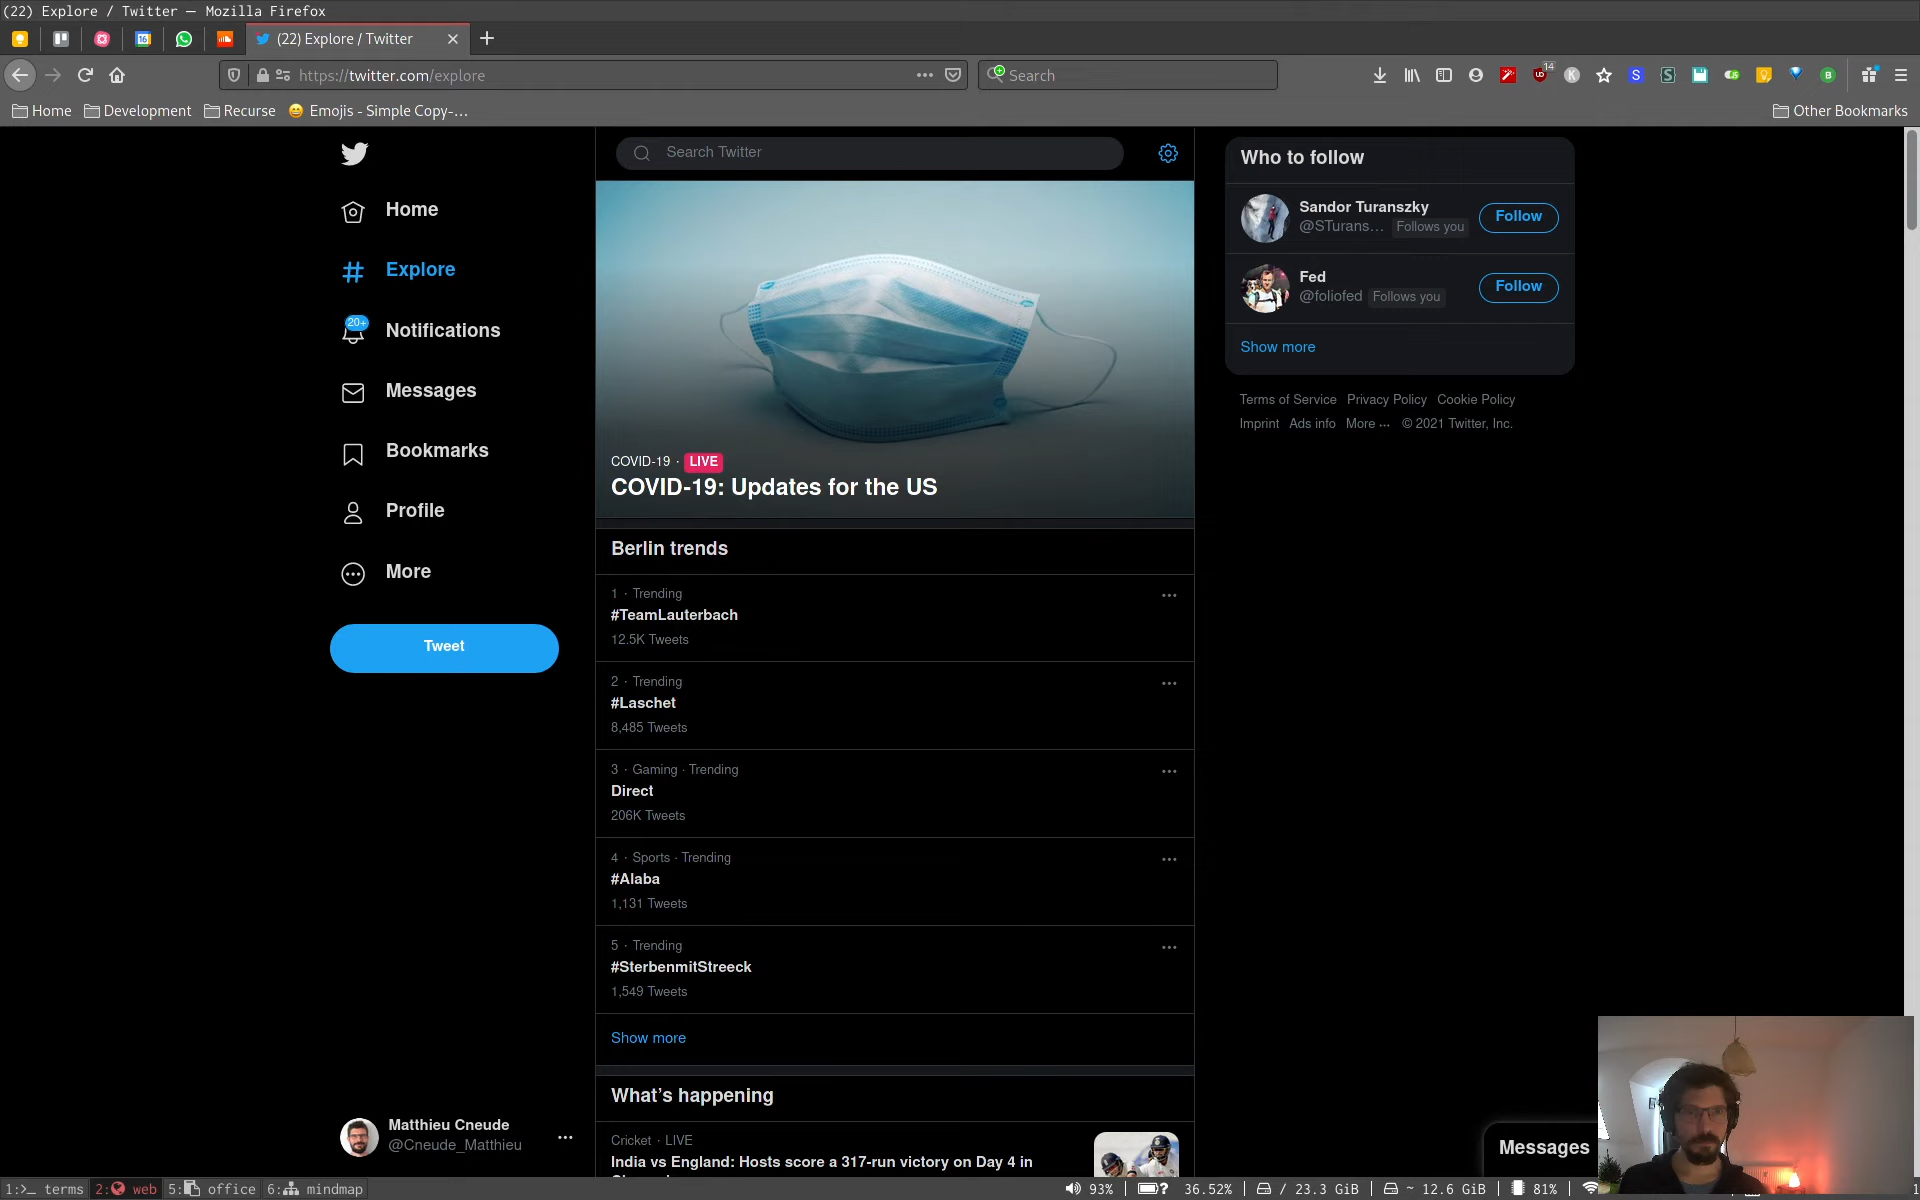 (22) Explore / Twitter — Mozilla Firefox
16
(22) Explore / Twitter
https://twitter.com/explore
Search
14
Home
Development
Recurse
Emojis - Simple Copy-...
Other Bookmarks
Home
Explore
20+
Notifications
Messages
Bookmarks
Profile
More
Tweet
Matthieu Cneude
@Cneude_Matthieu
Search Twitter
COVID-19 · LIVE
COVID-19: Updates for the US
Berlin trends
1 · Trending
#TeamLauterbach
12.5K Tweets
2 · Trending
#Laschet
8,485 Tweets
3 · Gaming · Trending
Direct
206K Tweets
4 · Sports · Trending
#Alaba
1,131 Tweets
5 · Trending
#SterbenmitStreeck
1,549 Tweets
Show more
What's happening
Cricket · LIVE
India vs England: Hosts score a 317-run victory on Day 4 in
Who to follow
Sandor Turanszky
@STurans... Follows you
Follow
Fed
@foliofed Follows you
Follow
Show more
Terms of Service Privacy Policy Cookie Policy
Imprint Ads info More ... © 2021 Twitter, Inc.
Messages
1:>_ terms 2: web 5: office 6: mindmap
93% | ? 36.52% | / 23.3 GiB | ~ 12.6 GiB | 81% |